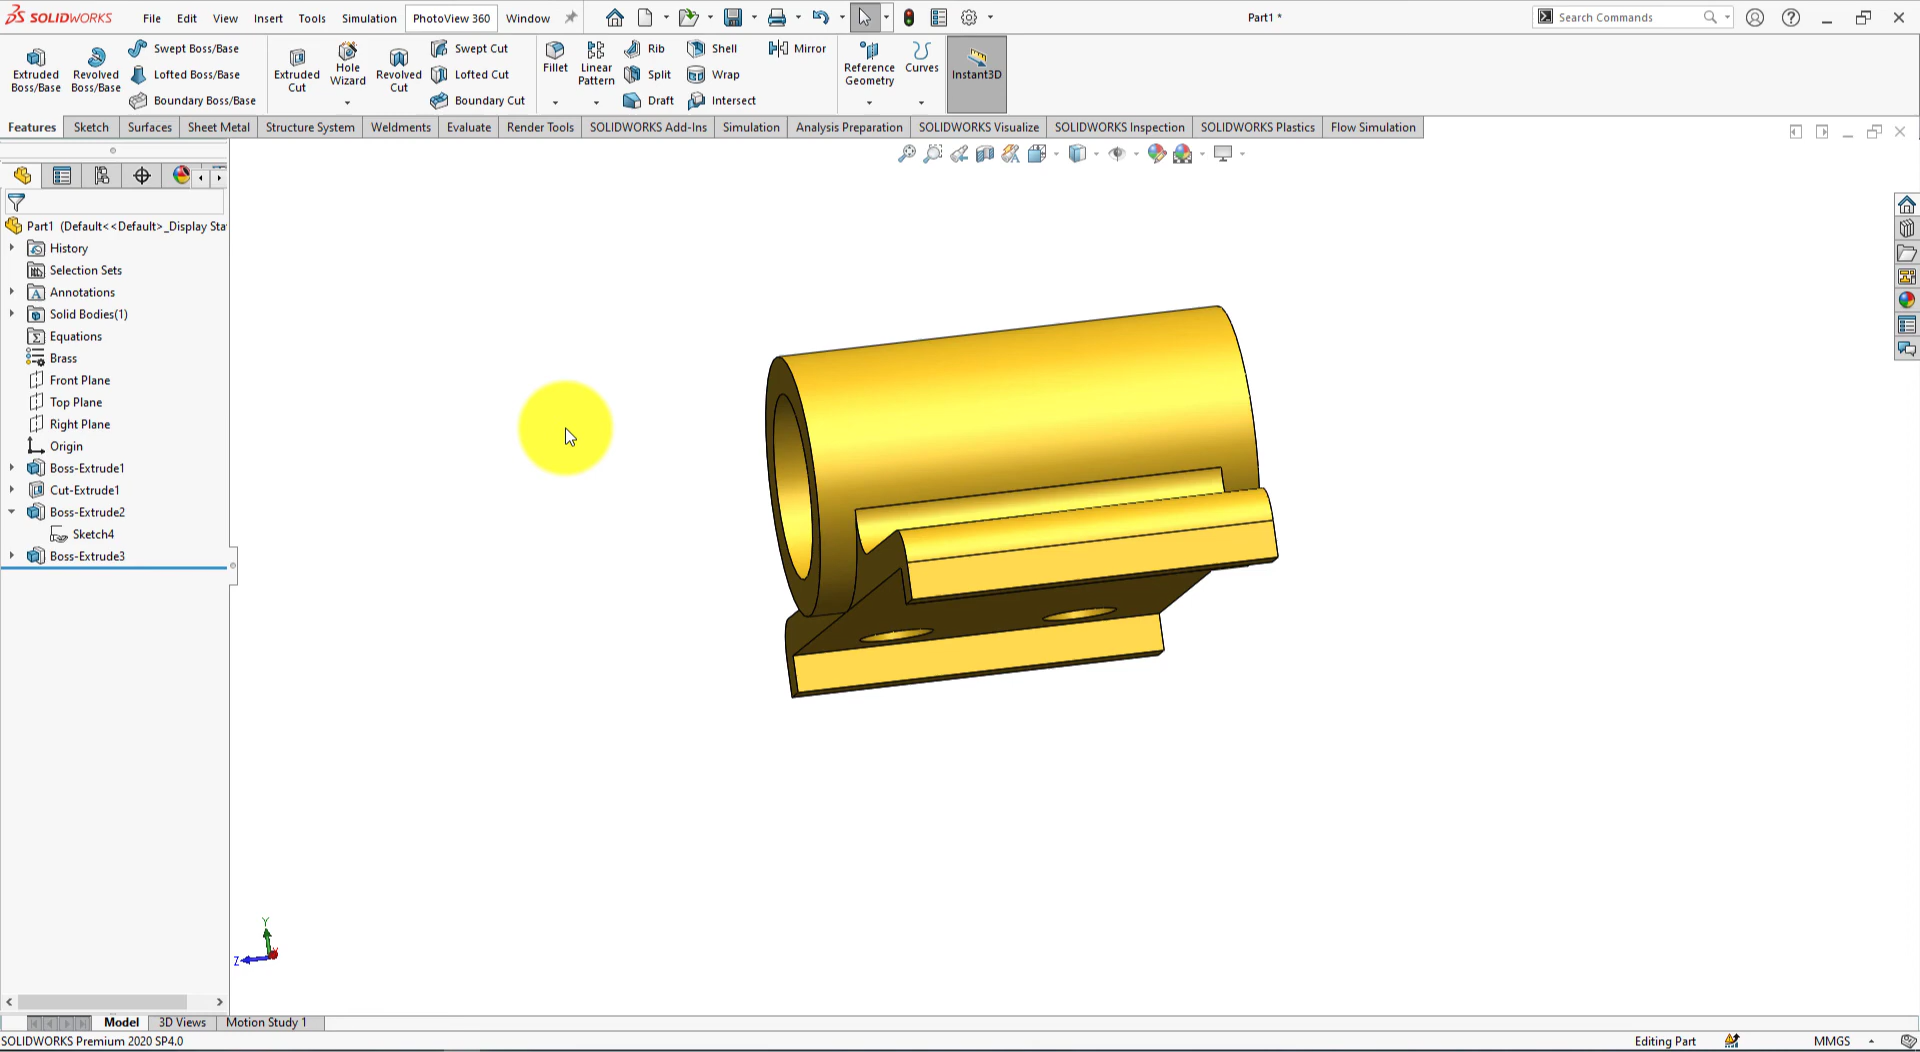 SOLIDWORKS File Edit View Insert Tools Simulation PhotoView 360 Window Part1 * Search Commands
Extruded Boss/Base
Revolved Boss/Base
Swept Boss/Base
Lofted Boss/Base
Boundary Boss/Base
Extruded Cut
Hole Wizard
Revolved Cut
Swept Cut
Lofted Cut
Boundary Cut
Fillet
Linear Pattern
Rib
Split
Draft
Shell
Wrap
Intersect
Mirror
Reference Geometry
Curves
Instant3D
Features Sketch Surfaces Sheet Metal Structure System Weldments Evaluate Render Tools SOLIDWORKS Add-Ins Simulation Analysis Preparation SOLIDWORKS Visualize SOLIDWORKS Inspection SOLIDWORKS Plastics Flow Simulation
Part1 (Default<<Default>_Display Sta
History
Selection Sets
Annotations
Solid Bodies(1)
Equations
Brass
Front Plane
Top Plane
Right Plane
Origin
Boss-Extrude1
Cut-Extrude1
Boss-Extrude2
Sketch4
Boss-Extrude3
Y
Z
Model 3D Views Motion Study 1
SOLIDWORKS Premium 2020 SP4.0 Editing Part MMGS